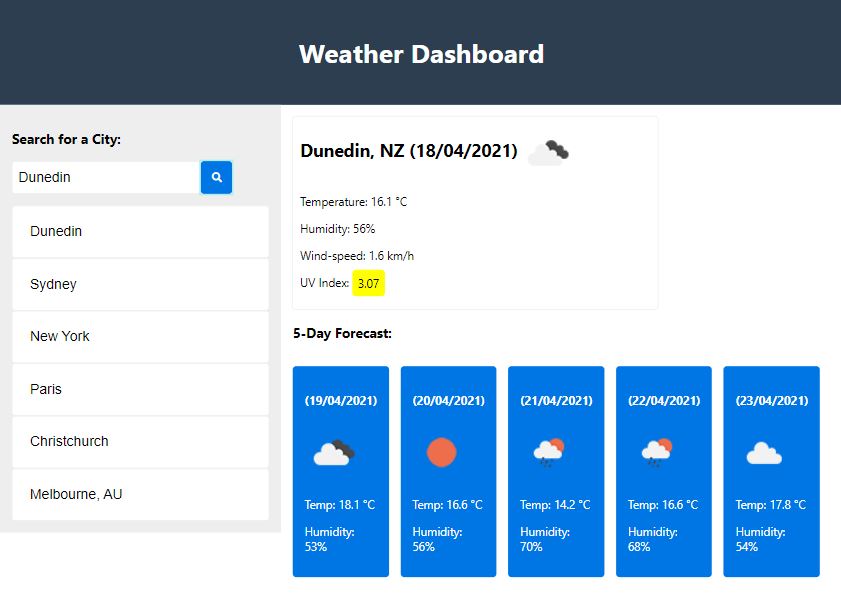 Weather Dashboard
Search for a City:
Dunedin
Dunedin
Sydney
New York
Paris
Christchurch
Melbourne, AU
Dunedin, NZ (18/04/2021)
Temperature: 16.1 °C
Humidity: 56%
Wind-speed: 1.6 km/h
UV Index: 3.07
5-Day Forecast:
(19/04/2021)
Temp: 18.1 °C
Humidity:
53%
(20/04/2021)
Temp: 16.6 °C
Humidity:
56%
(21/04/2021)
Temp: 14.2 °C
Humidity:
70%
(22/04/2021)
Temp: 16.6 °C
Humidity:
68%
(23/04/2021)
Temp: 17.8 °C
Humidity:
54%